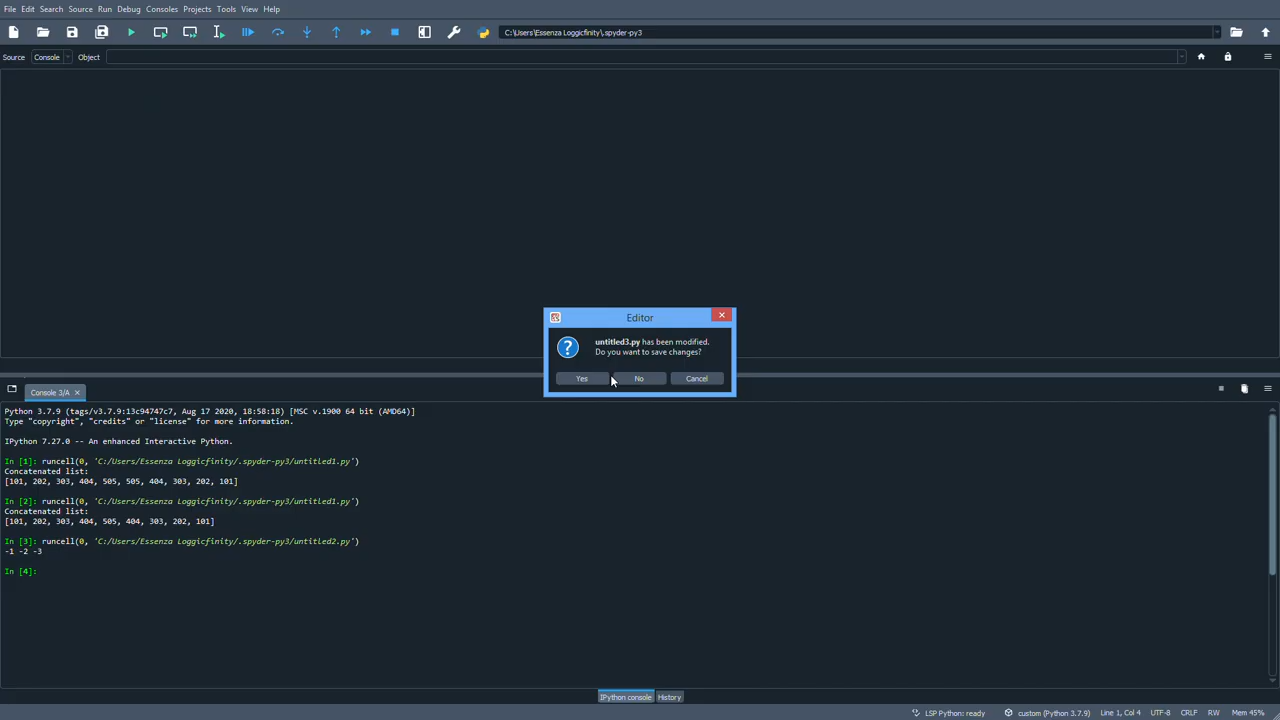 File Edit Search Source Run Debug Consoles Projects Tools View Help
C:\Users\Essenza Loggicfinity\.spyder-py3
Source Console Object
Editor
untitled3.py has been modified.
Do you want to save changes?
Yes No Cancel
Console 3/A
Python 3.7.9 (tags/v3.7.9:13c94747c7, Aug 17 2020, 18:58:18) [MSC v.1900 64 bit (AMD64)]
Type "copyright", "credits" or "license" for more information.
IPython 7.27.0 -- An enhanced Interactive Python.
In [1]: runcell(0, 'C:/Users/Essenza Loggicfinity/.spyder-py3/untitled1.py')
Concatenated list:
[101, 202, 303, 404, 505, 505, 404, 303, 202, 101]
In [2]: runcell(0, 'C:/Users/Essenza Loggicfinity/.spyder-py3/untitled1.py')
Concatenated list:
[101, 202, 303, 404, 505, 404, 303, 202, 101]
In [3]: runcell(0, 'C:/Users/Essenza Loggicfinity/.spyder-py3/untitled2.py')
-1 -2 -3
In [4]:
IPython console History
LSP Python: ready custom (Python 3.7.9) Line 1, Col 4 UTF-8 CRLF RW Mem 45%